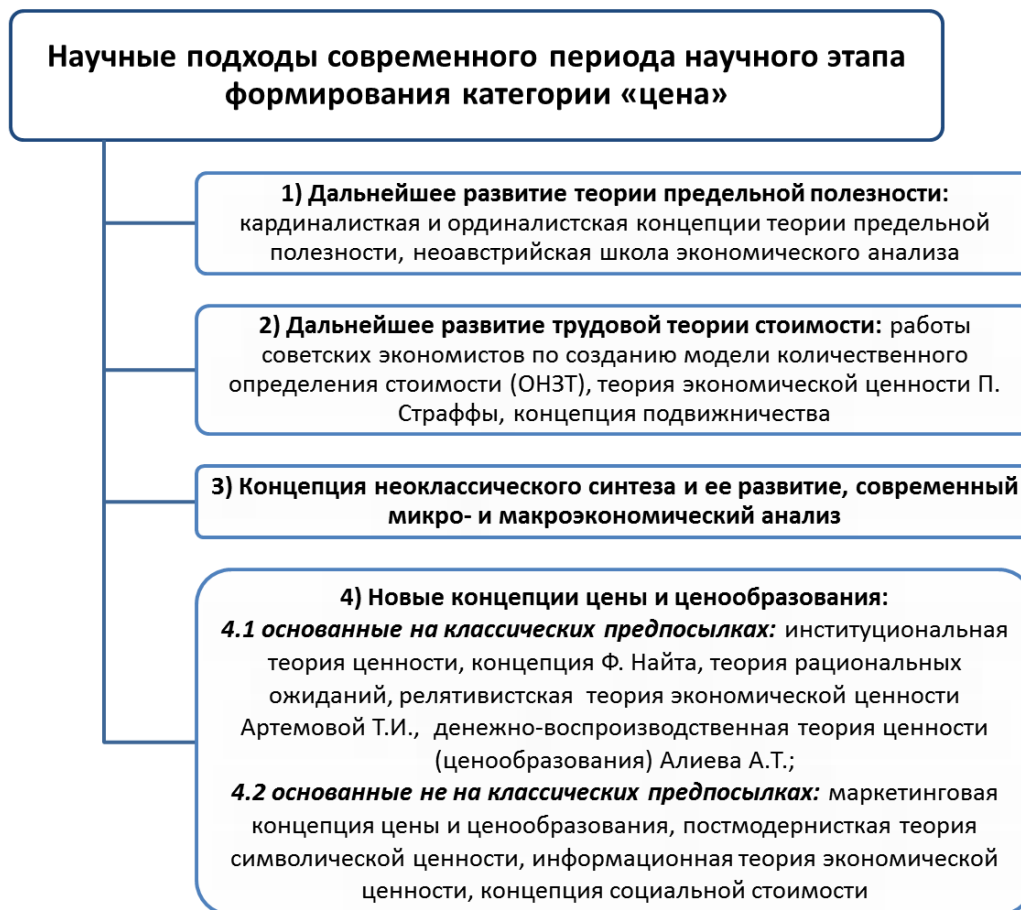 Научные подходы современного периода научного этапа
формирования категории «цена»
1) Дальнейшее развитие теории предельной полезности:
кардиналисткая и ординалистская концепции теории предельной
полезности, неоавстрийская школа экономического анализа
2) Дальнейшее развитие трудовой теории стоимости: работы
советских экономистов по созданию модели количественного
определения стоимости (ОНЗТ), теория экономической ценности П.
Страффы, концепция подвижничества
3) Концепция неоклассического синтеза и ее развитие, современный
микро- и макроэкономический анализ
4) Новые концепции цены и ценообразования:
4.1 основанные на классических предпосылках: институциональная
теория ценности, концепция Ф. Найта, теория рациональных
ожиданий, релятивистская теория экономической ценности
Артемовой Т.И., денежно-воспроизводственная теория ценности
(ценообразования) Алиева А.Т.;
4.2 основанные не на классических предпосылках: маркетинговая
концепция цены и ценообразования, постмодернисткая теория
символической ценности, информационная теория экономической
ценности, концепция социальной стоимости